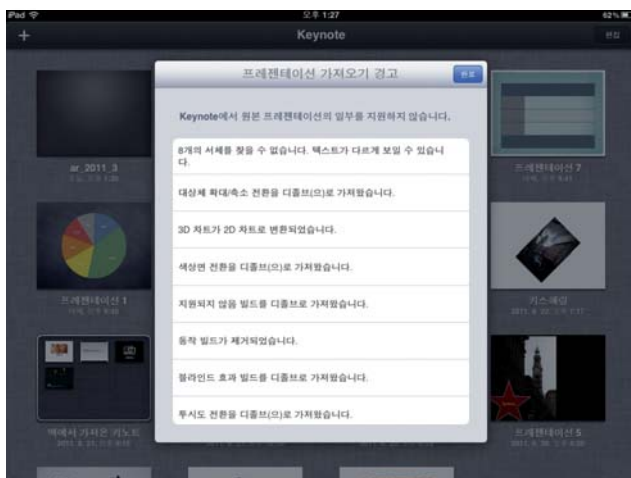 iPad
오후 1:27
62%
+
Keynote
편집
프레젠테이션 가져오기 경고
완료
Keynote에서 원본 프레젠테이션의 일부를 지원하지 않습니다.
8개의 서체를 찾을 수 없습니다. 텍스트가 다르게 보일 수 있습니
다.
대상체 확대/축소 전환을 디졸브(으)로 가져왔습니다.
3D 차트가 2D 차트로 변환되었습니다.
색상면 전환을 디졸브(으)로 가져왔습니다.
지원되지 않음 빌드를 디졸브로 가져왔습니다.
동작 빌드가 제거되었습니다.
블라인드 효과 빌드를 디졸브로 가져왔습니다.
투시도 전환을 디졸브(으)로 가져왔습니다.
ar_2011_3
프레젠테이션 7
프레젠테이션 1
맥에서 가져온 키노트
프레젠테이션 5